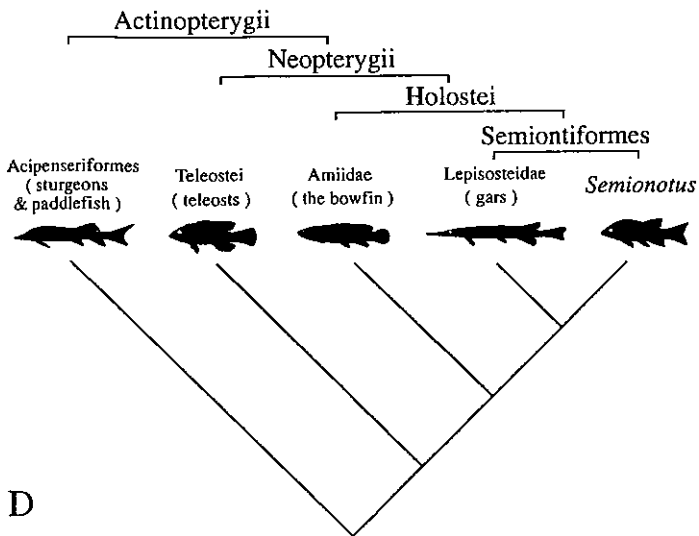 Actinopterygii
Neopterygii
Holostei
Semiontiformes
Acipenseriformes
( sturgeons
& paddlefish )
Teleostei
( teleosts )
Amiidae
( the bowfin )
Lepisosteidae
( gars )
Semionotus
D